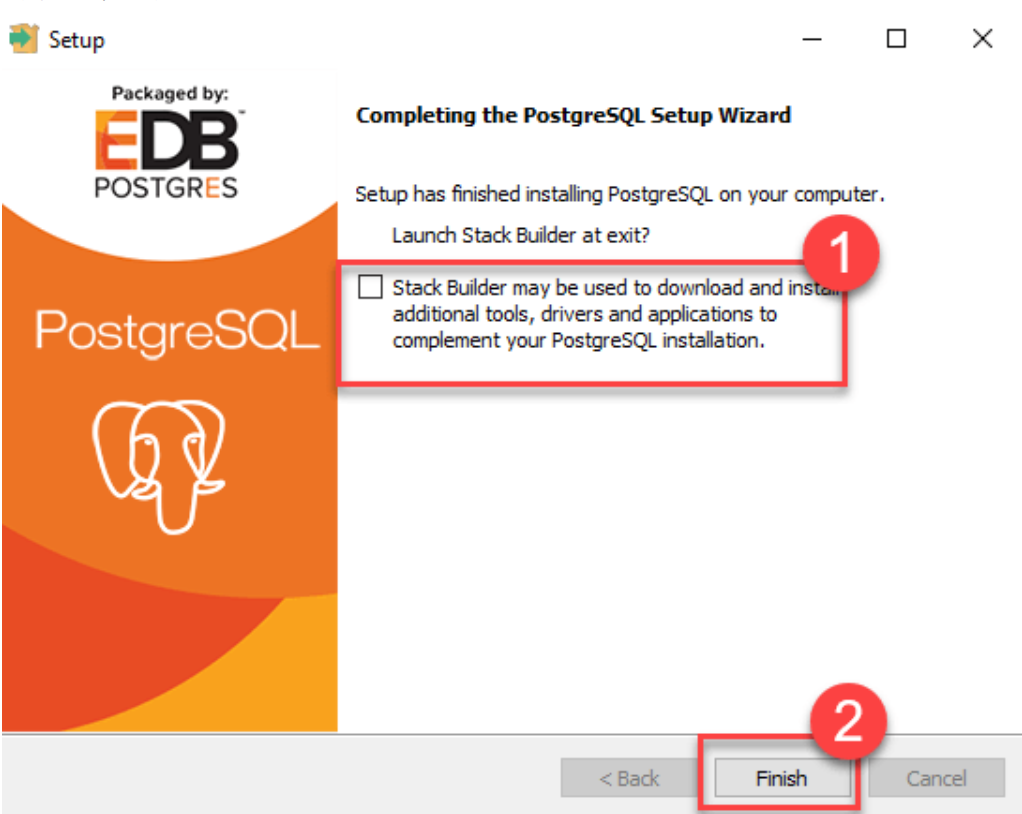 Setup
Packaged by:
EDB
POSTGRES
PostgreSQL
Completing the PostgreSQL Setup Wizard
Setup has finished installing PostgreSQL on your computer.
Launch Stack Builder at exit?
1
Stack Builder may be used to download and install
additional tools, drivers and applications to
complement your PostgreSQL installation.
2
< Back
Finish
Cancel